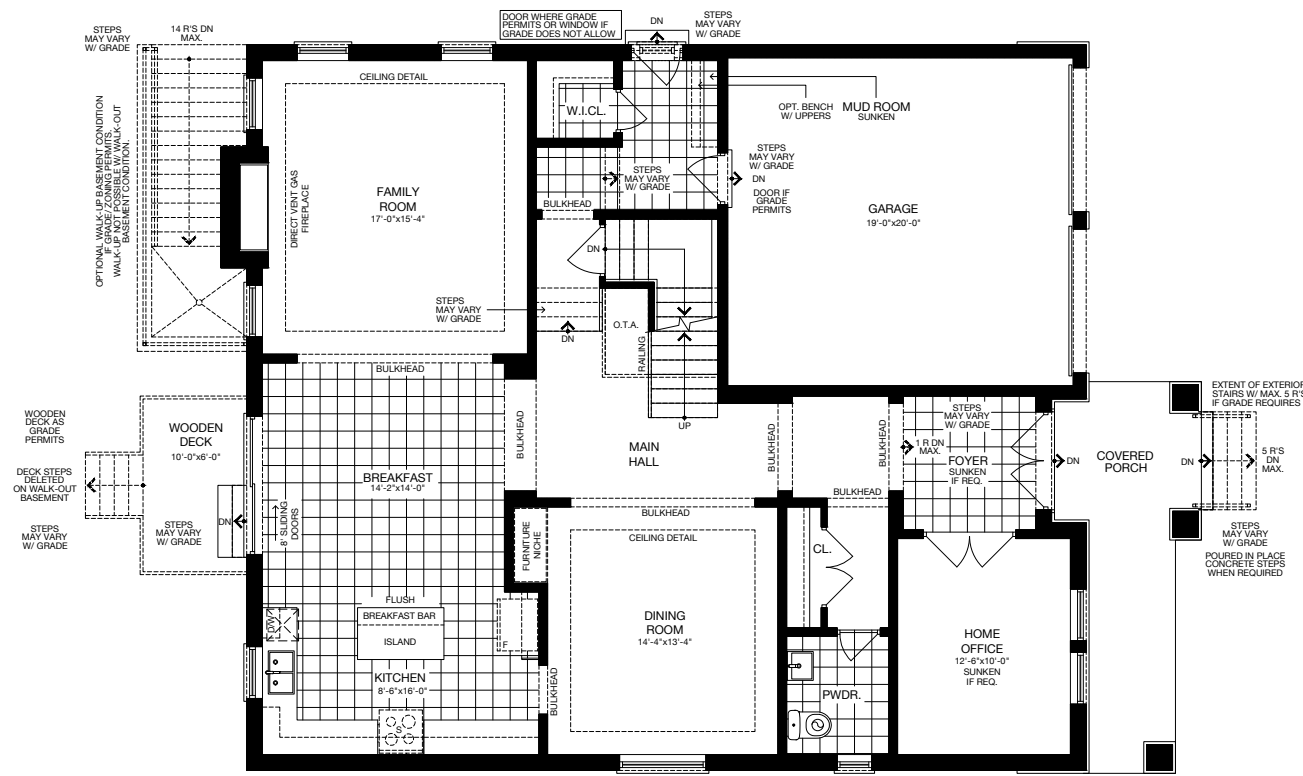 STEPS
MAY VARY
W/ GRADE
14 R'S DN
MAX.
DOOR WHERE GRADE
PERMITS OR WINDOW IF
GRADE DOES NOT ALLOW
DN
STEPS
MAY VARY
W/ GRADE
OPTIONAL WALK-UP BASEMENT CONDITION
IF GRADE/ ZONING PERMITS.
WALK-UP NOT POSSIBLE W/ WALK-OUT
BASEMENT CONDITION.
CEILING DETAIL
DIRECT VENT GAS
FIREPLACE
FAMILY
ROOM
17'-0"x15'-4"
W.I.CL.
OPT. BENCH
W/ UPPERS
MUD ROOM
SUNKEN
STEPS
MAY VARY
W/ GRADE
STEPS
MAY VARY
W/ GRADE
DN
DOOR IF
GRADE
PERMITS
BULKHEAD
GARAGE
19'-0"x20'-0"
DN
STEPS
MAY VARY
W/ GRADE
DN
O.T.A.
RAILING
UP
BULKHEAD
WOODEN
DECK AS
GRADE
PERMITS
WOODEN
DECK
10'-0"x6'-0"
DECK STEPS
DELETED
ON WALK-OUT
BASEMENT
STEPS
MAY VARY
W/ GRADE
STEPS
MAY VARY
W/ GRADE
DN
8' SLIDING
DOORS
BREAKFAST
14'-2"x14'-0"
BULKHEAD
MAIN
HALL
BULKHEAD
BULKHEAD
BULKHEAD
STEPS
MAY VARY
W/ GRADE
1 R DN
MAX.
FOYER
SUNKEN
IF REQ.
DN
COVERED
PORCH
DN
EXTENT OF EXTERIOR
STAIRS W/ MAX. 5 R'S
IF GRADE REQUIRES
5 R'S
DN
MAX.
STEPS
MAY VARY
W/ GRADE
POURED IN PLACE
CONCRETE STEPS
WHEN REQUIRED
BULKHEAD
CEILING DETAIL
FURNITURE
NICHE
DINING
ROOM
14'-4"x13'-4"
CL.
D/W
FLUSH
BREAKFAST BAR
ISLAND
F
KITCHEN
8'-6"x16'-0"
S
BULKHEAD
PWDR.
HOME
OFFICE
12'-6"x10'-0"
SUNKEN
IF REQ.